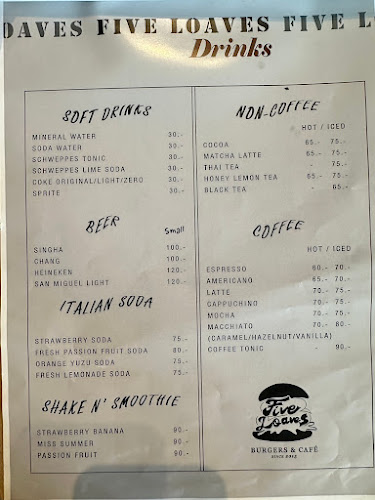 OAVES FIVE LOAVES FIVE L
Drinks
SOFT DRINKS
MINERAL WATER 30.-
SODA WATER 30.-
SCHWEPPES TONIC 30.-
SCHWEPPES LIME SODA 30.-
COKE ORIGINAL/LIGHT/ZERO 30.-
SPRITE 30.-
BEER Small
SINGHA 100.-
CHANG 100.-
HEINEKEN 120.-
SAN MIGUEL LIGHT 120.-
ITALIAN SODA
STRAWBERRY SODA 75.-
FRESH PASSION FRUIT SODA 80.-
ORANGE YUZU SODA 75.-
FRESH LEMONADE SODA 75.-
SHAKE N' SMOOTHIE
STRAWBERRY BANANA 90.-
MISS SUMMER 90.-
PASSION FRUIT 90.-
NON-COFFEE
HOT / ICED
COCOA 65.- 75.-
MATCHA LATTE 65.- 75.-
THAI TEA - 75.-
HONEY LEMON TEA 65.- 75.-
BLACK TEA - 65.-
COFFEE
HOT / ICED
ESPRESSO 60.- 70.-
AMERICANO 65.- 70.-
LATTE 70.- 75.-
CAPPUCHINO 70.- 75.-
MOCHA 70.- 75.-
MACCHIATO 70.- 80.-
(CARAMEL/HAZELNUT/VANILLA)
COFFEE TONIC - 90.-
Five
Loaves
BURGERS & CAFÉ
SINCE 2012